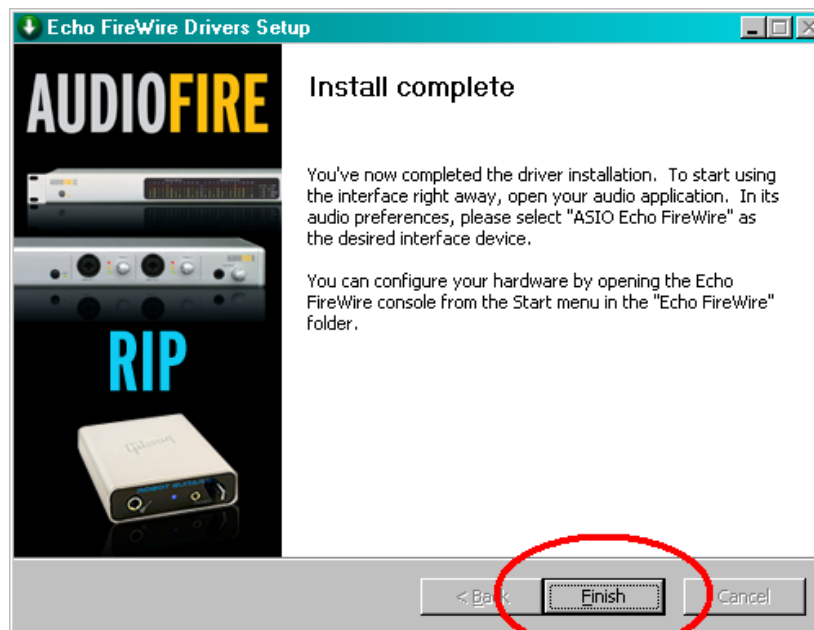 Echo FireWire Drivers Setup
AUDIOFIRE
Install complete
You've now completed the driver installation. To start using
the interface right away, open your audio application. In its
audio preferences, please select "ASIO Echo FireWire" as
the desired interface device.
You can configure your hardware by opening the Echo
FireWire console from the Start menu in the "Echo FireWire"
folder.
RIP
ROBOT GUITAR
< Back
Finish
Cancel